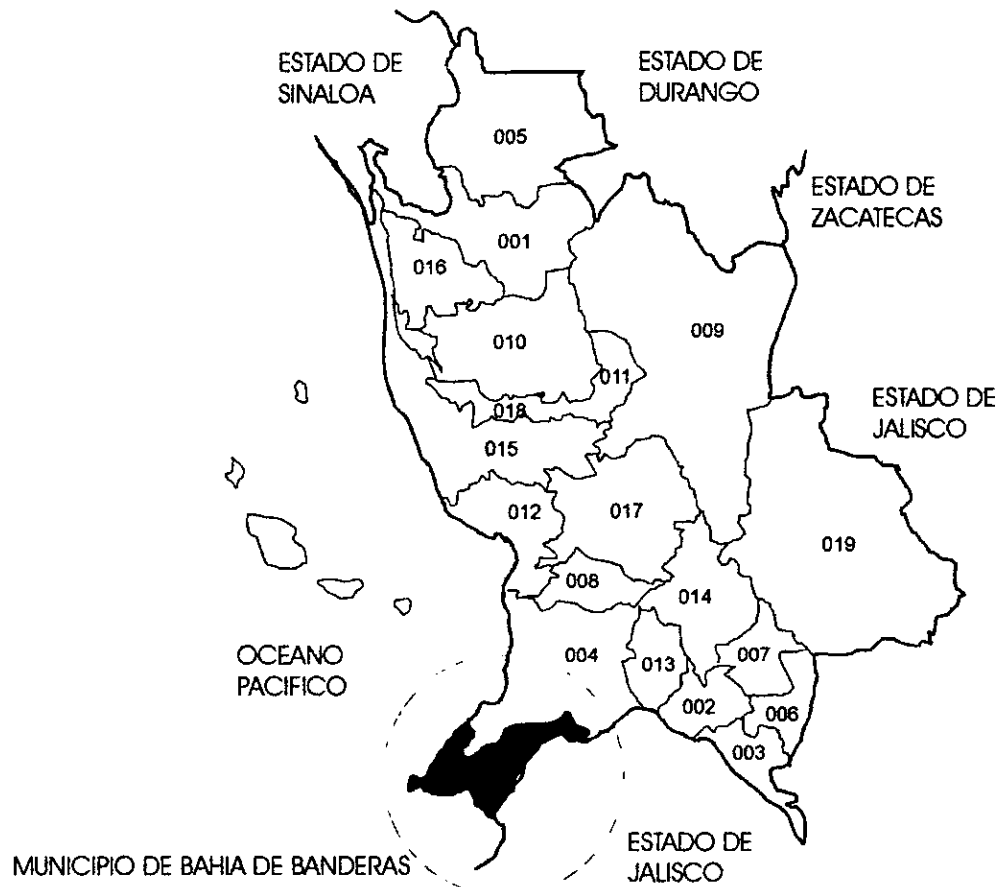 ESTADO DE
SINALOA
ESTADO DE
DURANGO
005
ESTADO DE
ZACATECAS
001
016
009
010
011
ESTADO DE
JALISCO
018
015
012
017
019
008
014
004
013
007
OCEANO
PACIFICO
002
006
003
ESTADO DE
JALISCO
MUNICIPIO DE BAHIA DE BANDERAS